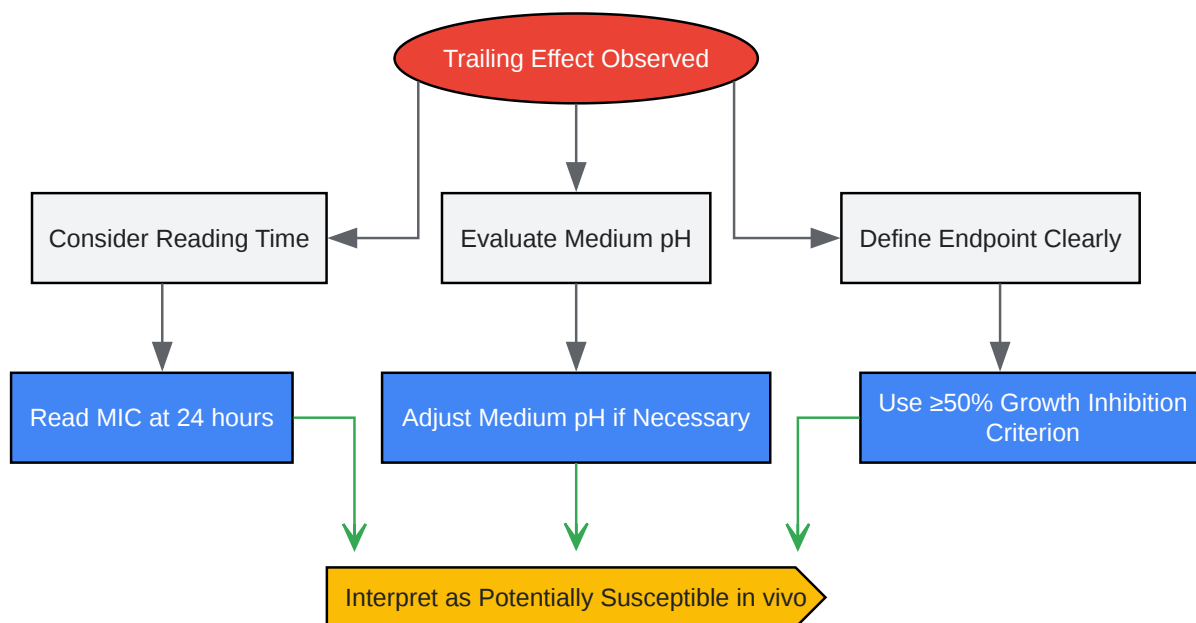 Trailing Effect Observed
Consider Reading Time
Evaluate Medium pH
Define Endpoint Clearly
Read MIC at 24 hours
Adjust Medium pH if Necessary
Use ≥50% Growth Inhibition
Criterion
Interpret as Potentially Susceptible in vivo